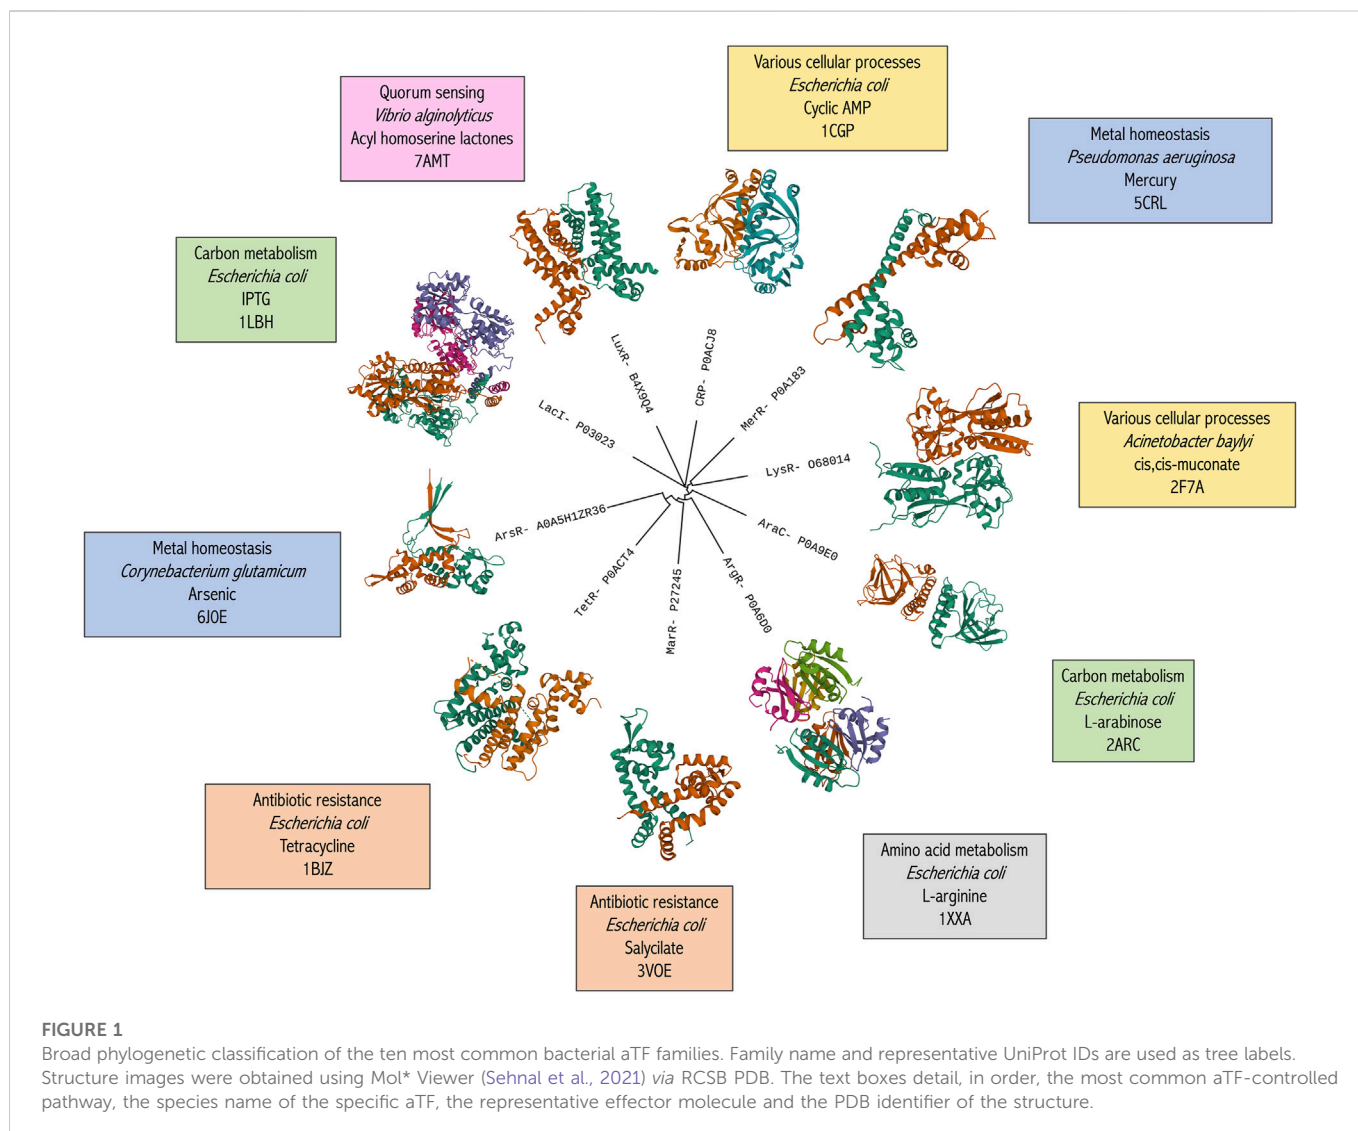 Various cellular processes
Escherichia coli
Cyclic AMP
1CGP
Quorum sensing
Vibrio alginolyticus
Acyl homoserine lactones
7AMT
Metal homeostasis
Pseudomonas aeruginosa
Mercury
5CRL
Carbon metabolism
Escherichia coli
IPTG
1LBH
LuxR- B4X9Q4
CRP- P0ACJ8
MerR- P0A183
LacI- P03023
LysR- O68014
Various cellular processes
Acinetobacter baylyi
cis,cis-muconate
2F7A
ArsR- A0A5H1ZR36
AraC- P0A9E0
Metal homeostasis
Corynebacterium glutamicum
Arsenic
6J0E
TetR- P0ACT4
MarR- P27245
ArgR- P0A6D0
Carbon metabolism
Escherichia coli
L-arabinose
2ARC
Antibiotic resistance
Escherichia coli
Tetracycline
1BJZ
Amino acid metabolism
Escherichia coli
L-arginine
1XXA
Antibiotic resistance
Escherichia coli
Salycilate
3VOE
FIGURE 1
Broad phylogenetic classification of the ten most common bacterial aTF families. Family name and representative UniProt IDs are used as tree labels.
Structure images were obtained using Mol* Viewer (Sehnal et al., 2021) via RCSB PDB. The text boxes detail, in order, the most common aTF-controlled
pathway, the species name of the specific aTF, the representative effector molecule and the PDB identifier of the structure.